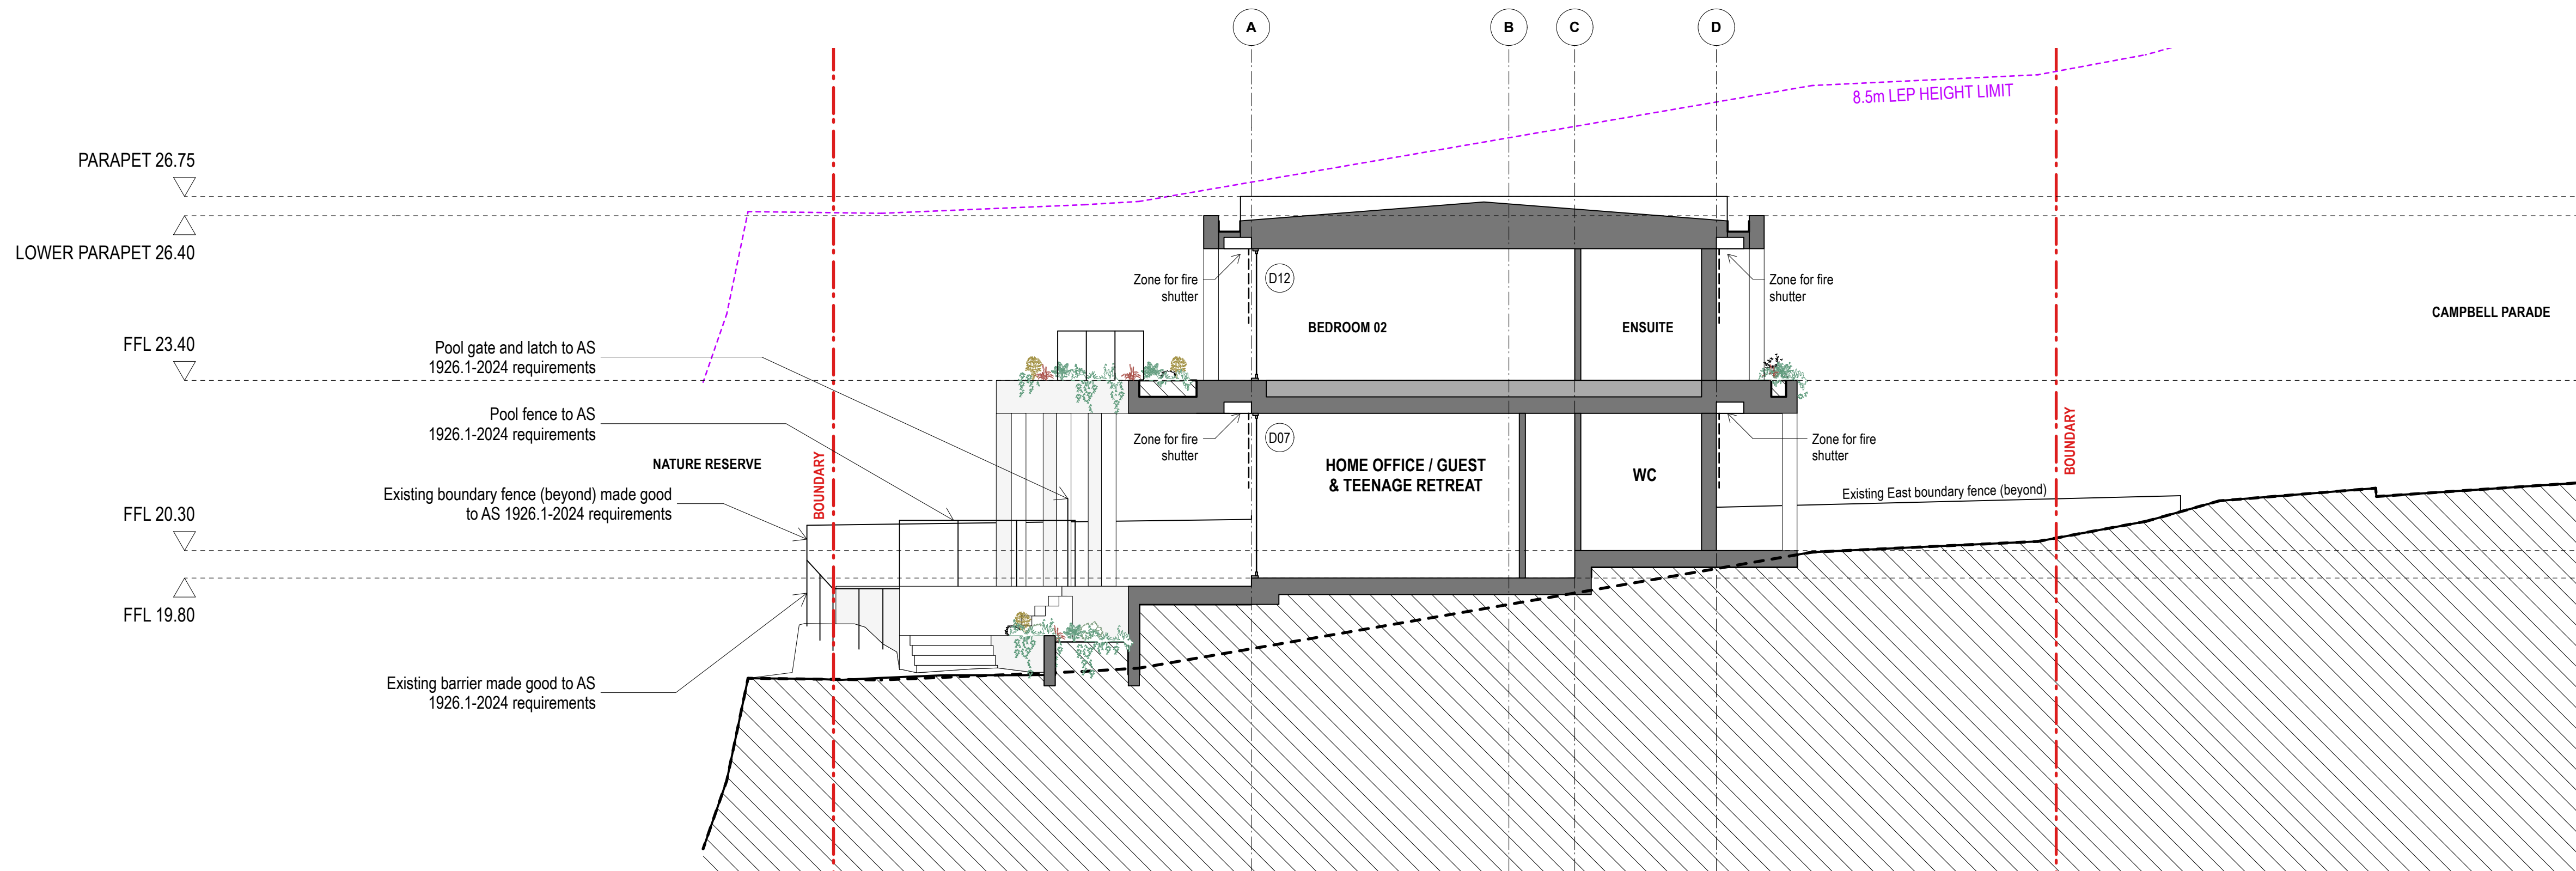 A
B
C
D
8.5m LEP HEIGHT LIMIT
PARAPET 26.75
LOWER PARAPET 26.40
Zone for fire
shutter
D12
Zone for fire
shutter
CAMPBELL PARADE
BEDROOM 02
ENSUITE
FFL 23.40
Pool gate and latch to AS
1926.1-2024 requirements
Pool fence to AS
1926.1-2024 requirements
Zone for fire
shutter
D07
Zone for fire
shutter
BOUNDARY
BOUNDARY
NATURE RESERVE
HOME OFFICE / GUEST
& TEENAGE RETREAT
WC
Existing boundary fence (beyond) made good
to AS 1926.1-2024 requirements
Existing East boundary fence (beyond)
FFL 20.30
FFL 19.80
Existing barrier made good to AS
1926.1-2024 requirements